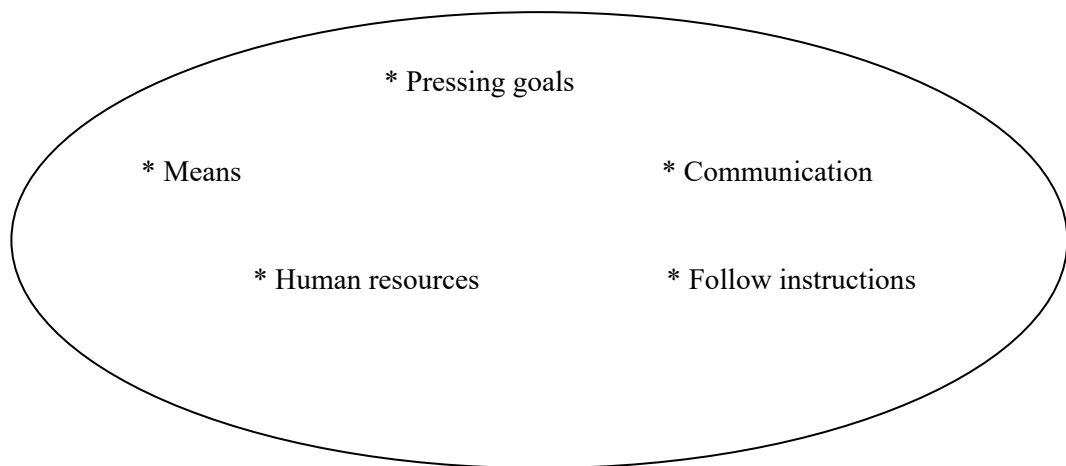 * Pressing goals
* Means
* Communication
* Human resources
* Follow instructions